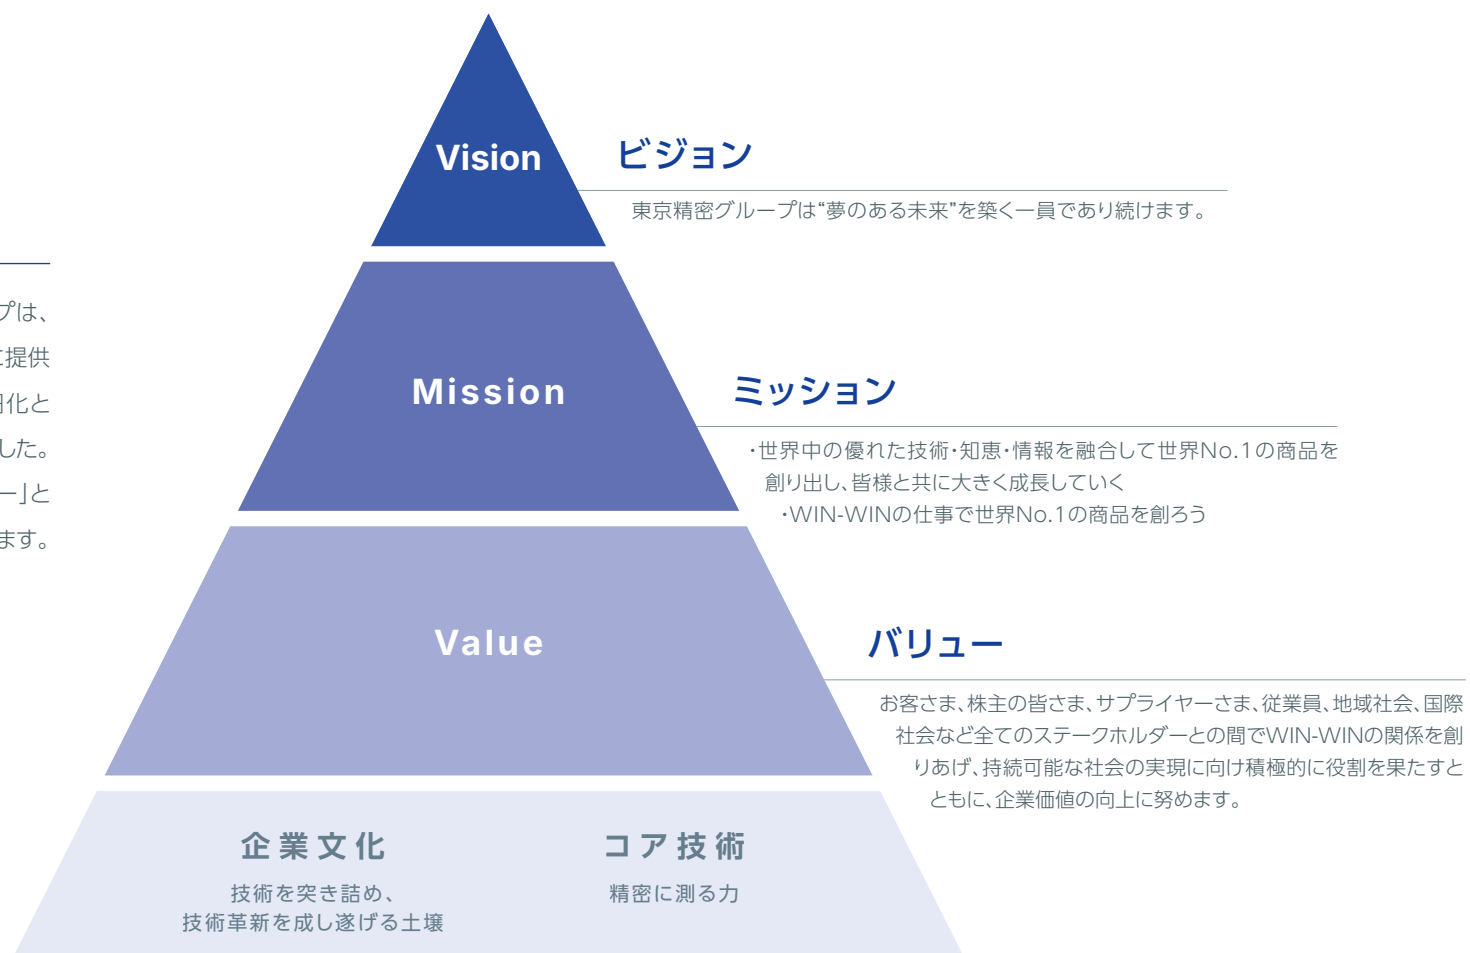 Vision
ビジョン
東京精密グループは“夢のある未来”を築く一員であり続けます。
プは、
提供
化と
した。
ー」と
ます。
Mission
ミッション
・世界中の優れた技術・知恵・情報を融合して世界No.1の商品を
創り出し、皆様と共に大きく成長していく
・WIN-WINの仕事で世界No.1の商品を創ろう
Value
バリュー
お客さま、株主の皆さま、サプライヤーさま、従業員、地域社会、国際
社会など全てのステークホルダーとの間でWIN-WINの関係を創
りあげ、持続可能な社会の実現に向け積極的に役割を果たすと
ともに、企業価値の向上に努めます。
企業文化
技術を突き詰め、
技術革新を成し遂げる土壌
コア技術
精密に測る力